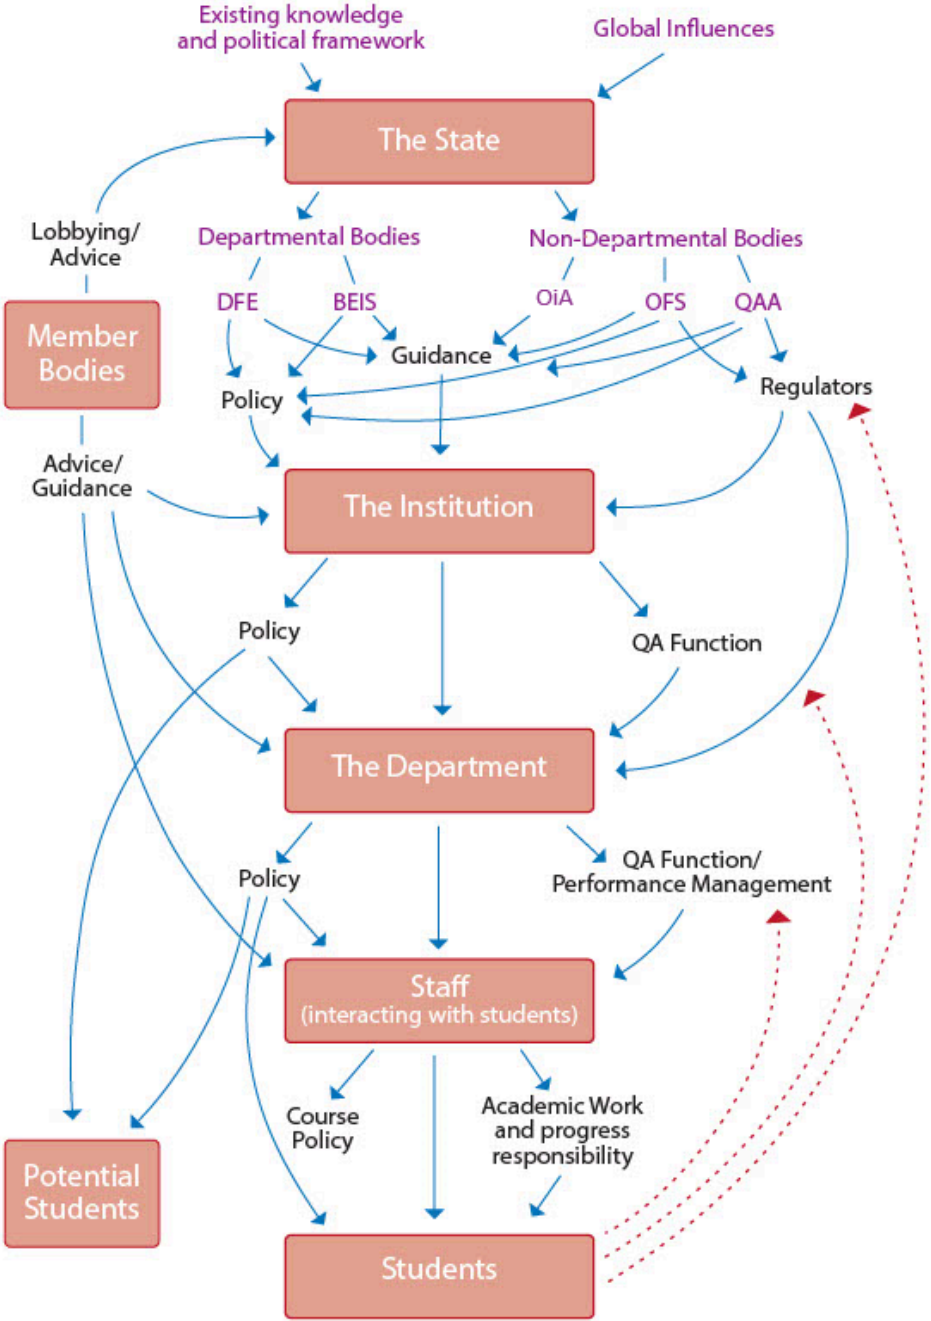 Existing knowledge
and political framework
Global Influences
The State
Lobbying/
Advice
Departmental Bodies
Non-Departmental Bodies
DFE
BEIS
OiA
OFS
QAA
Member
Bodies
Guidance
Policy
Regulators
Advice/
Guidance
The Institution
Policy
QA Function
The Department
Policy
QA Function/
Performance Management
Staff
(interacting with students)
Course
Policy
Academic Work
and progress
responsibility
Potential
Students
Students